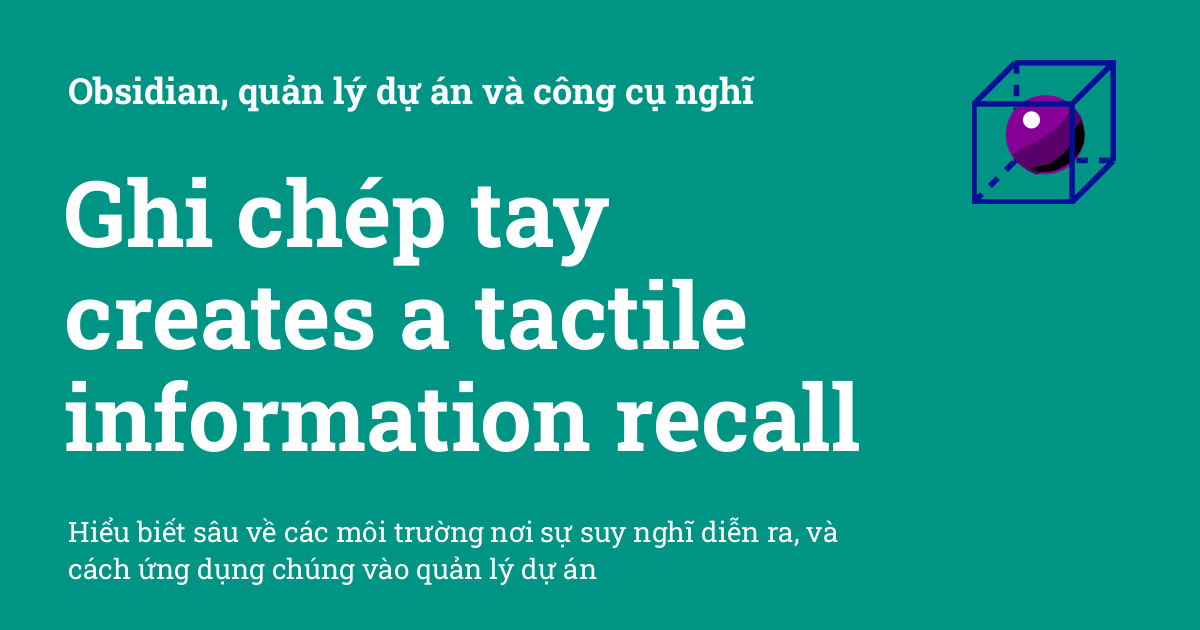 Obsidian, quản lý dự án và công cụ nghĩ
Ghi chép tay
creates a tactile
information recall
Hiểu biết sâu về các môi trường nơi sự suy nghĩ diễn ra, và
cách ứng dụng chúng vào quản lý dự án